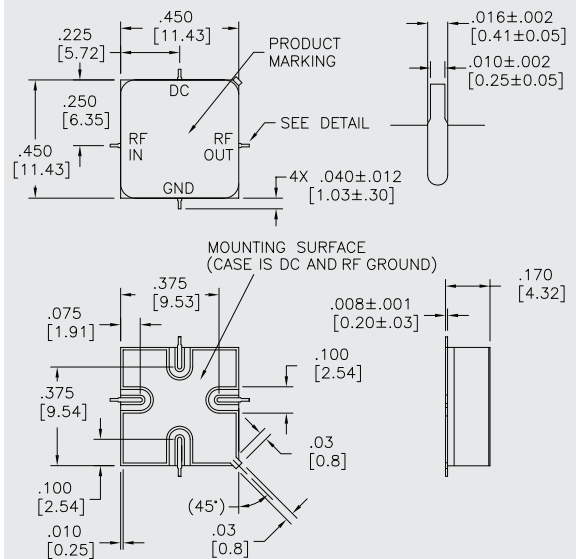 .450
[11.43]
.225
[5.72]
PRODUCT
MARKING
.016±.002
[0.41±0.05]
.010±.002
[0.25±0.05]
.250
[6.35]
.450
[11.43]
DC
RF
IN
RF
OUT
GND
SEE DETAIL
4X .040±.012
[1.03±.30]
MOUNTING SURFACE
(CASE IS DC AND RF GROUND)
.375
[9.53]
.075
[1.91]
.170
[4.32]
.008±.001
[0.20±.03]
.100
[2.54]
.375
[9.54]
.03
[0.8]
.100
[2.54]
(45°)
.010
[0.25]
.03
[0.8]